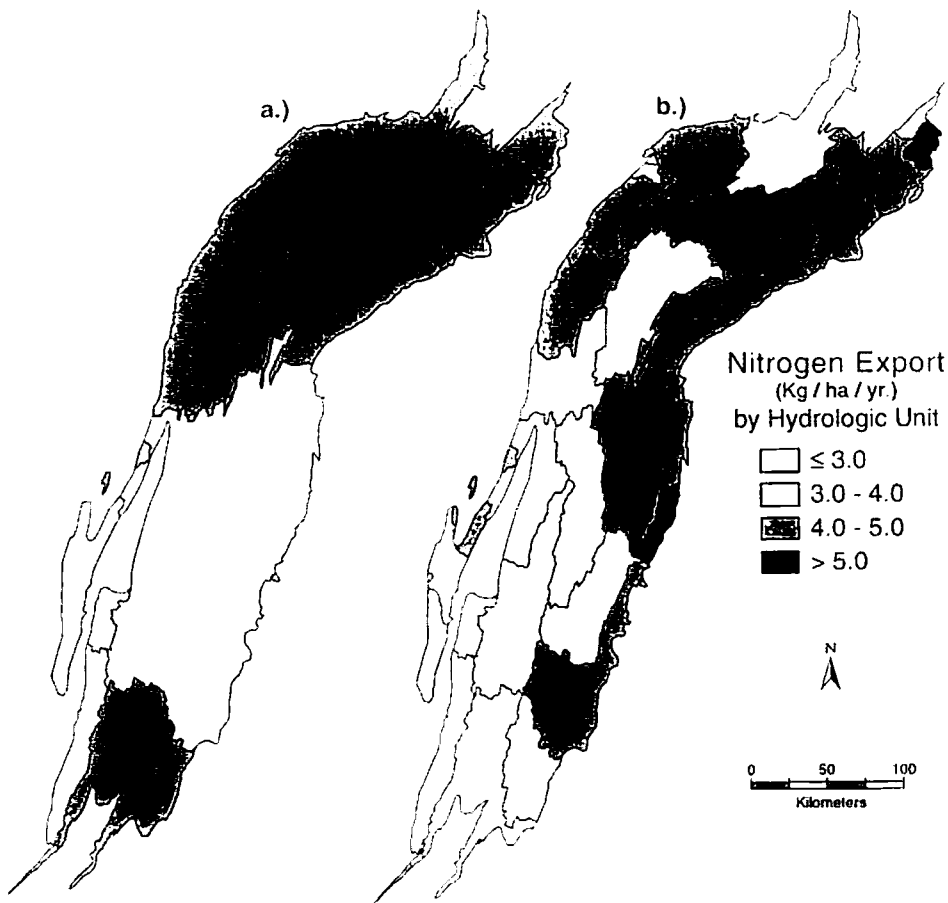 a.)
b.)
Nitrogen Export
(Kg / ha / yr.)
by Hydrologic Unit
≤ 3.0
3.0 - 4.0
4.0 - 5.0
> 5.0
N
0 50 100
Kilometers